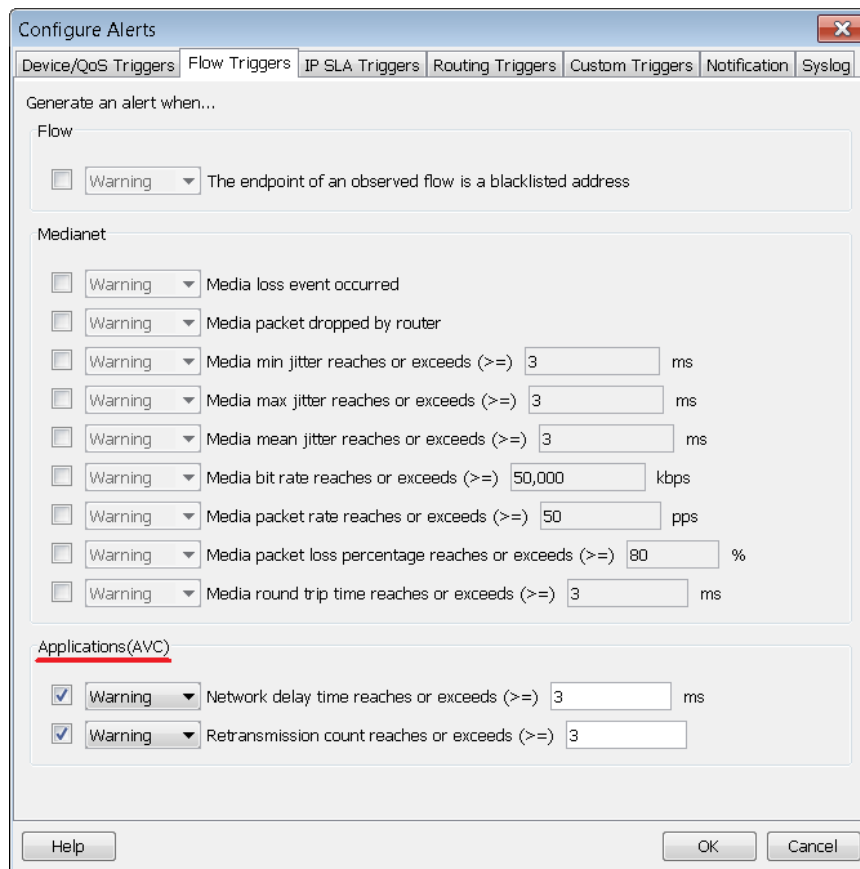 Configure Alerts
Device/QoS Triggers Flow Triggers IP SLA Triggers Routing Triggers Custom Triggers Notification Syslog
Generate an alert when...
Flow
Warning The endpoint of an observed flow is a blacklisted address
Medianet
Warning Media loss event occurred
Warning Media packet dropped by router
Warning Media min jitter reaches or exceeds (>=) 3 ms
Warning Media max jitter reaches or exceeds (>=) 3 ms
Warning Media mean jitter reaches or exceeds (>=) 3 ms
Warning Media bit rate reaches or exceeds (>=) 50,000 kbps
Warning Media packet rate reaches or exceeds (>=) 50 pps
Warning Media packet loss percentage reaches or exceeds (>=) 80 %
Warning Media round trip time reaches or exceeds (>=) 3 ms
Applications(AVC)
Warning Network delay time reaches or exceeds (>=) 3 ms
Warning Retransmission count reaches or exceeds (>=) 3
Help OK Cancel